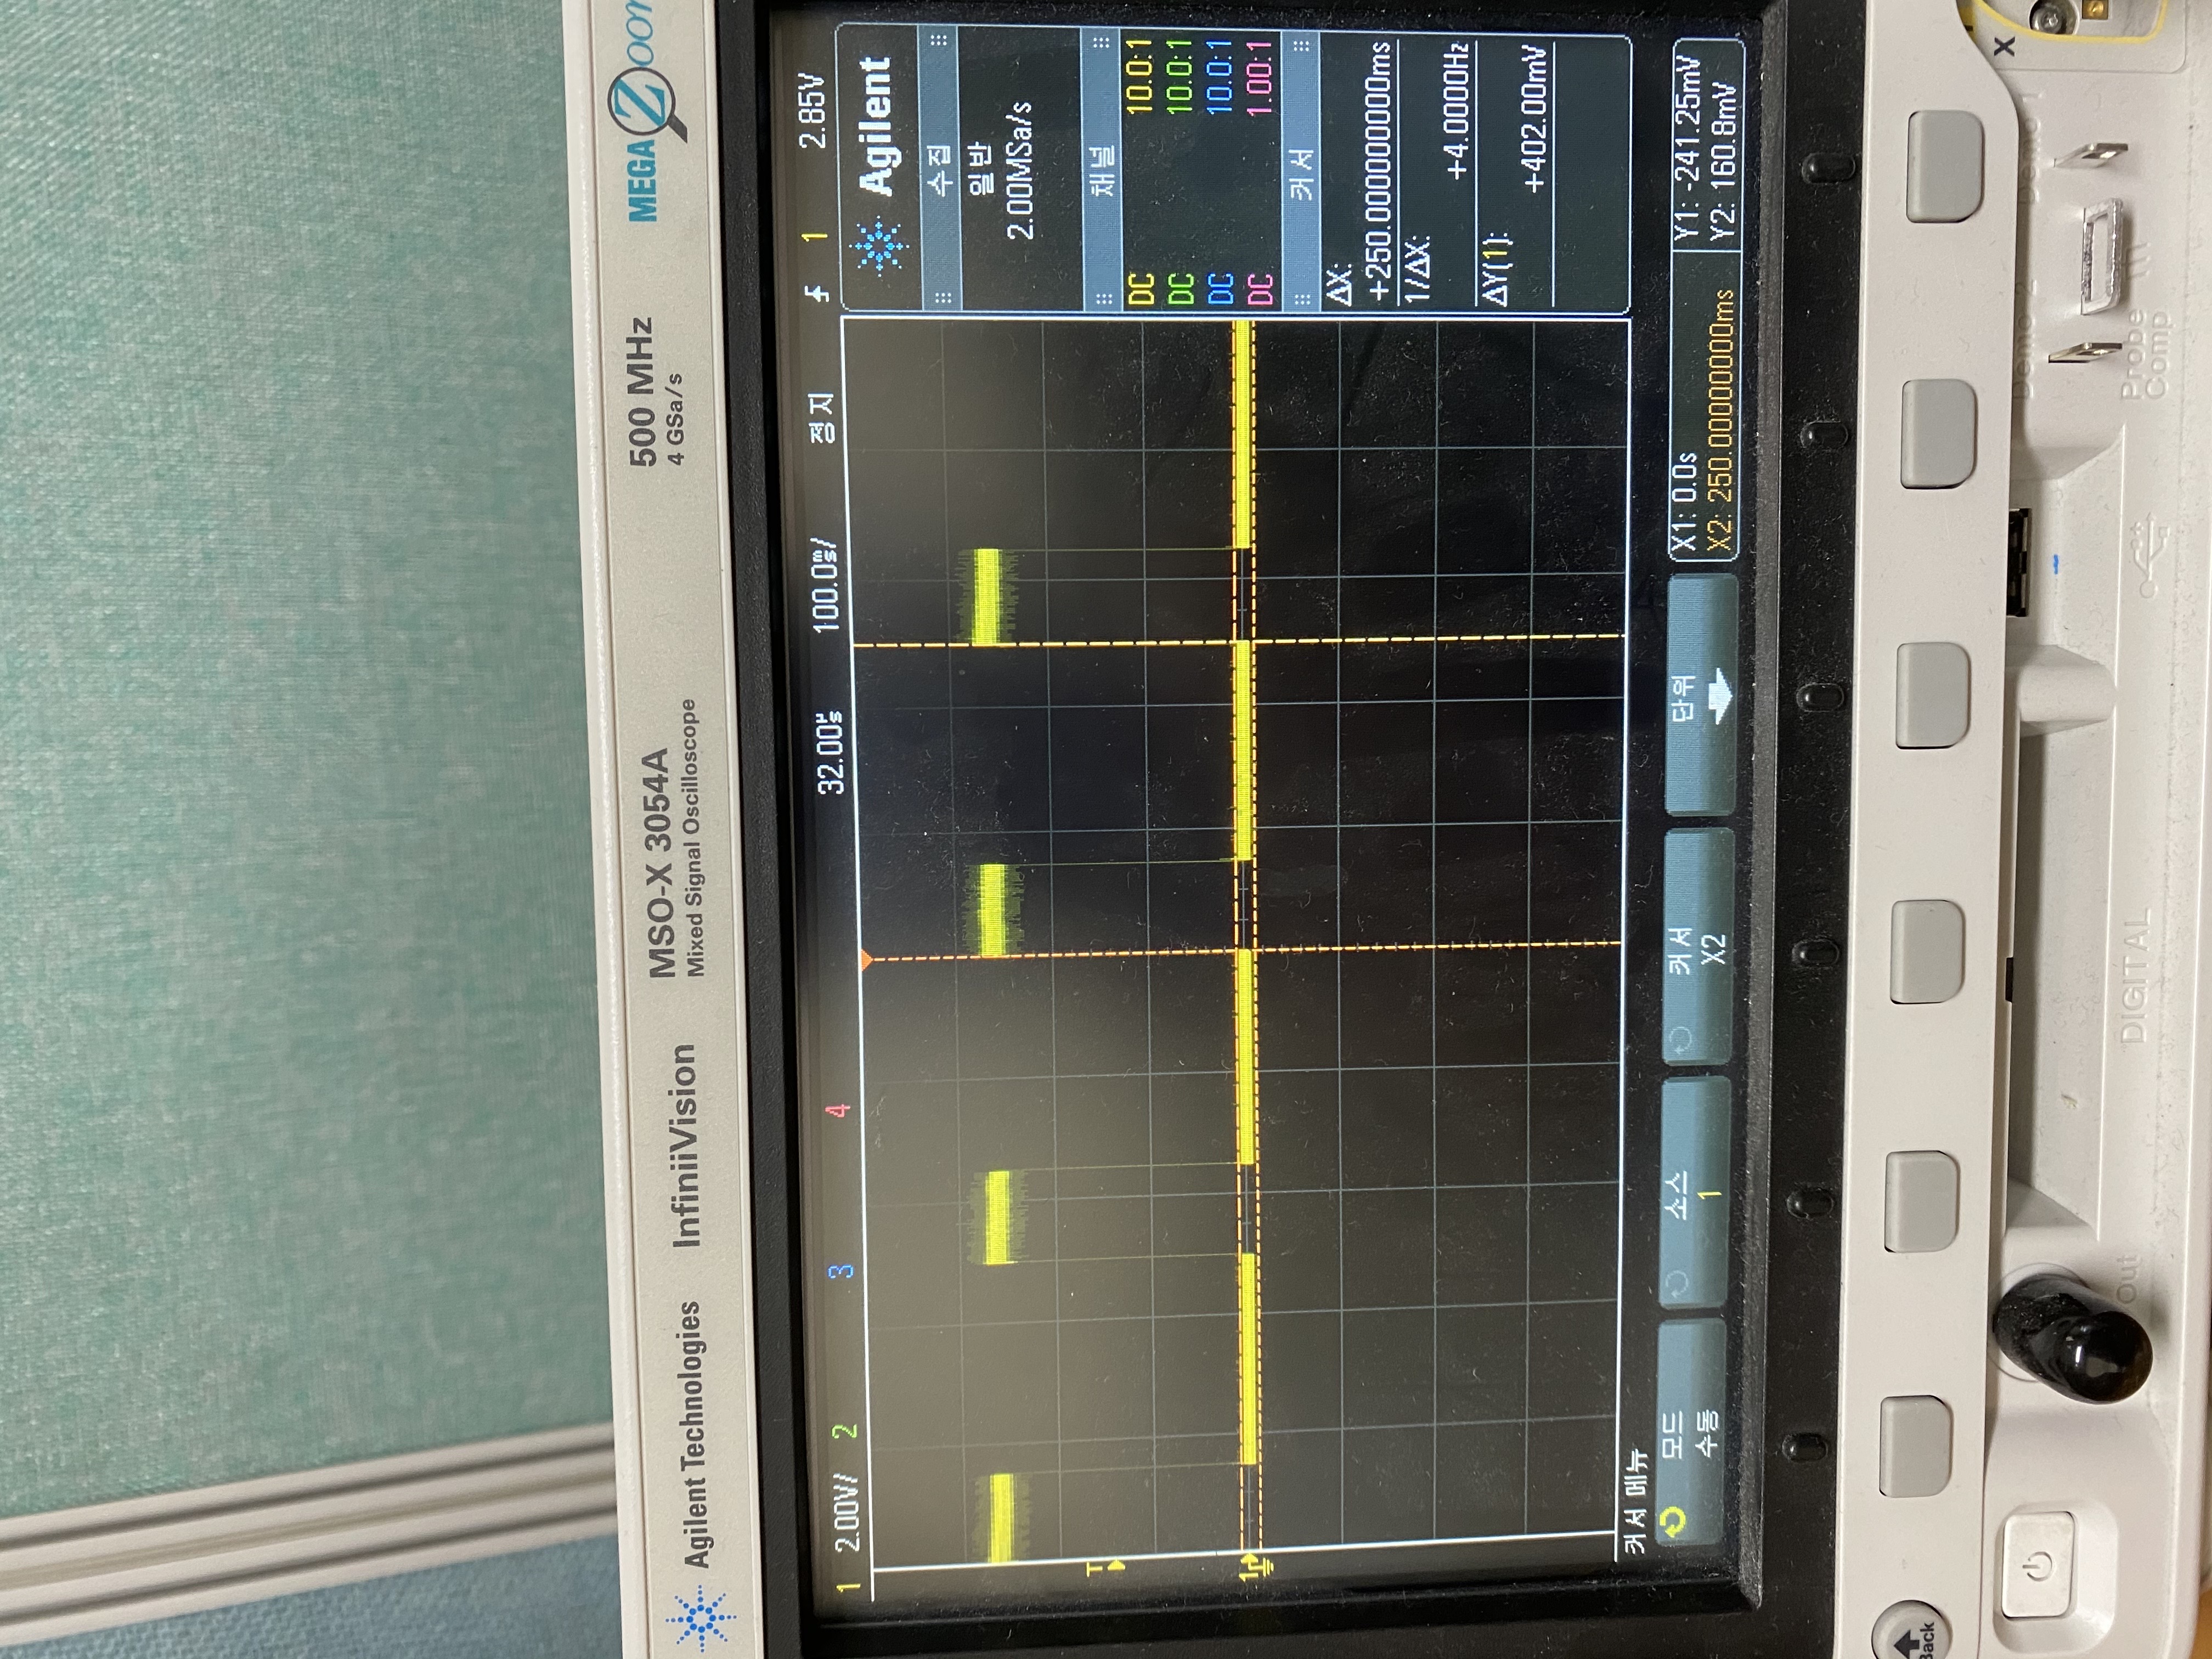 Agilent Technologies InfiniiVision MSO-X 3054A 500 MHz MEGA Zoom
Mixed Signal Oscilloscope 4 GSa/s
1 2.00V/ 2 3 4 32.00µs 100.0ms/ 정지 1 2.85V
Agilent
수집
일반
2.00MSa/s
T
채널
DC 10.0:1
DC 10.0:1
DC 10.0:1
DC 1.00:1
1
커서
ΔX:
+250.000000000ms
1/ΔX:
+4.0000Hz
ΔY(1):
+402.00mV
커서 메뉴
모드 소스 커서 단위
수동 1 X2
X1: 0.0s Y1: -241.25mV
X2: 250.00000000ms Y2: 160.8mV
Back
X
Demo 2 Demo 1
Out DIGITAL Probe
Comp